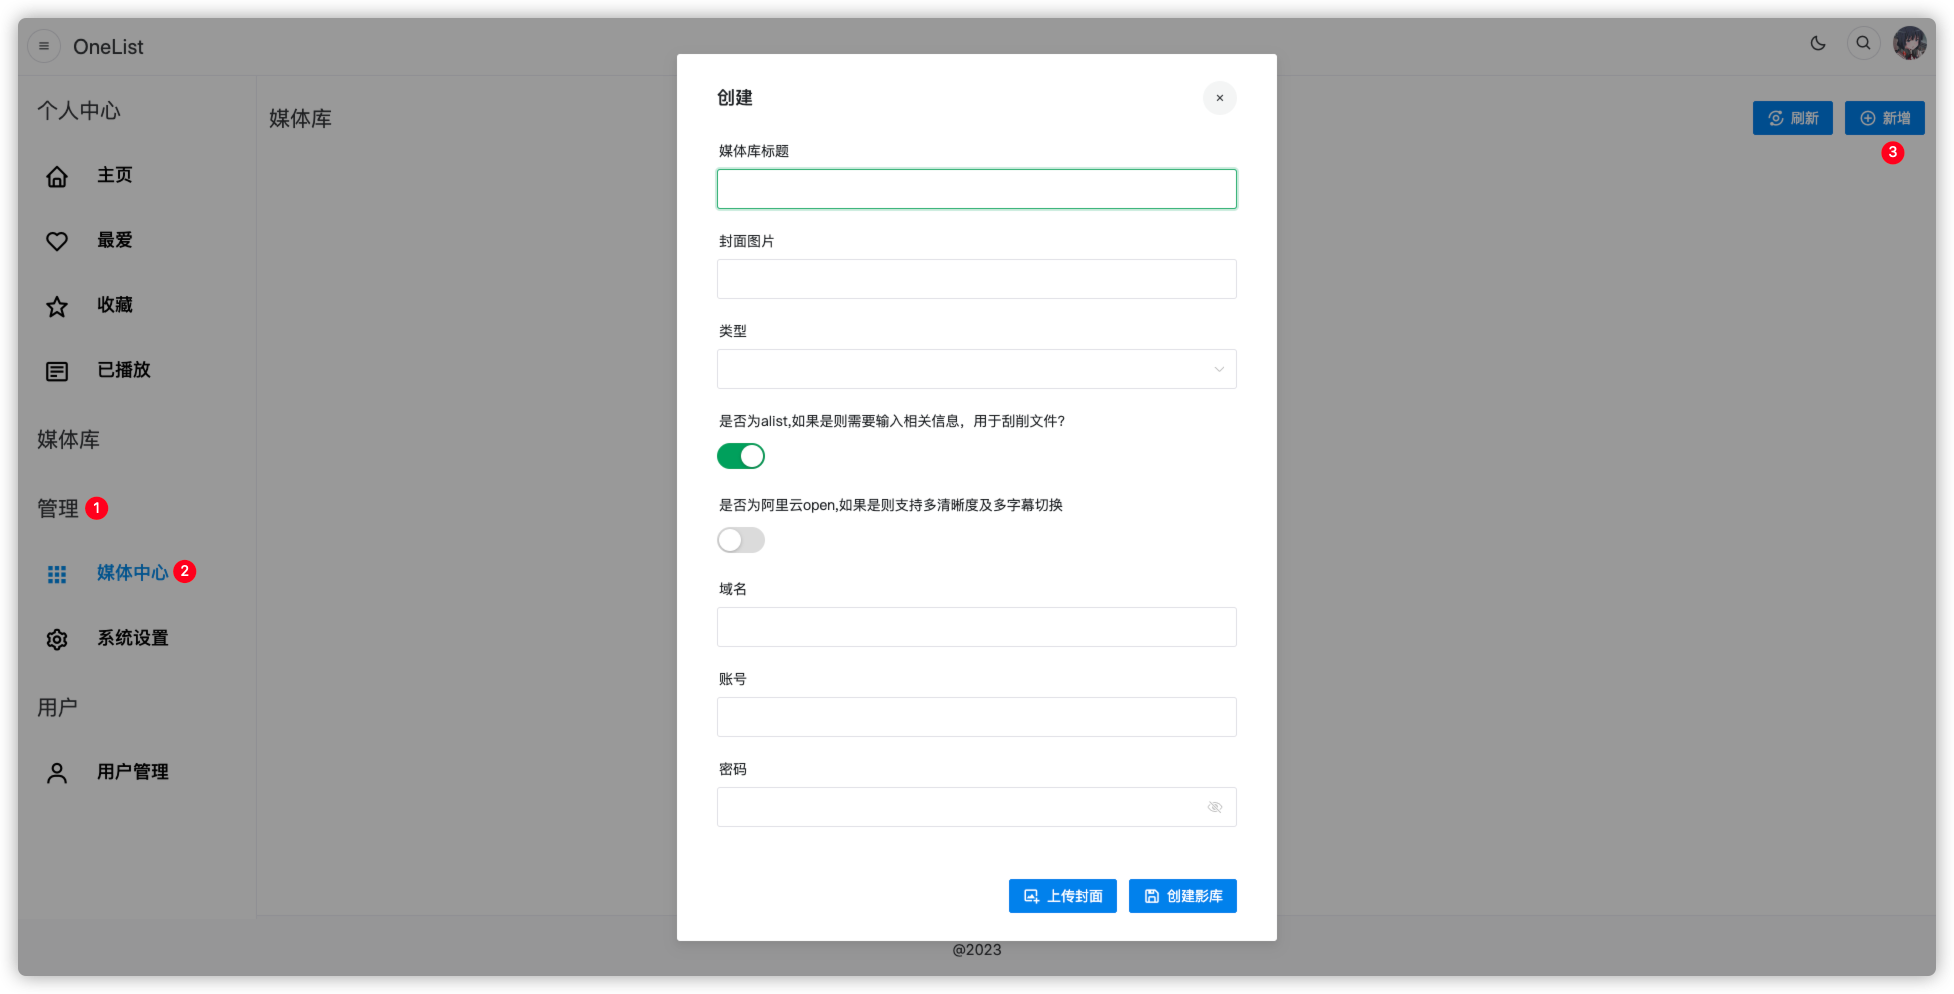 OneList
个人中心
主页
最爱
收藏
已播放
媒体库
管理 1
媒体中心 2
系统设置
用户
用户管理
媒体库
刷新
新增
3
创建
媒体库标题
封面图片
类型
是否为alist,如果是则需要输入相关信息，用于刮削文件?
是否为阿里云open,如果是则支持多清晰度及多字幕切换
域名
账号
密码
上传封面
创建影库
@2023